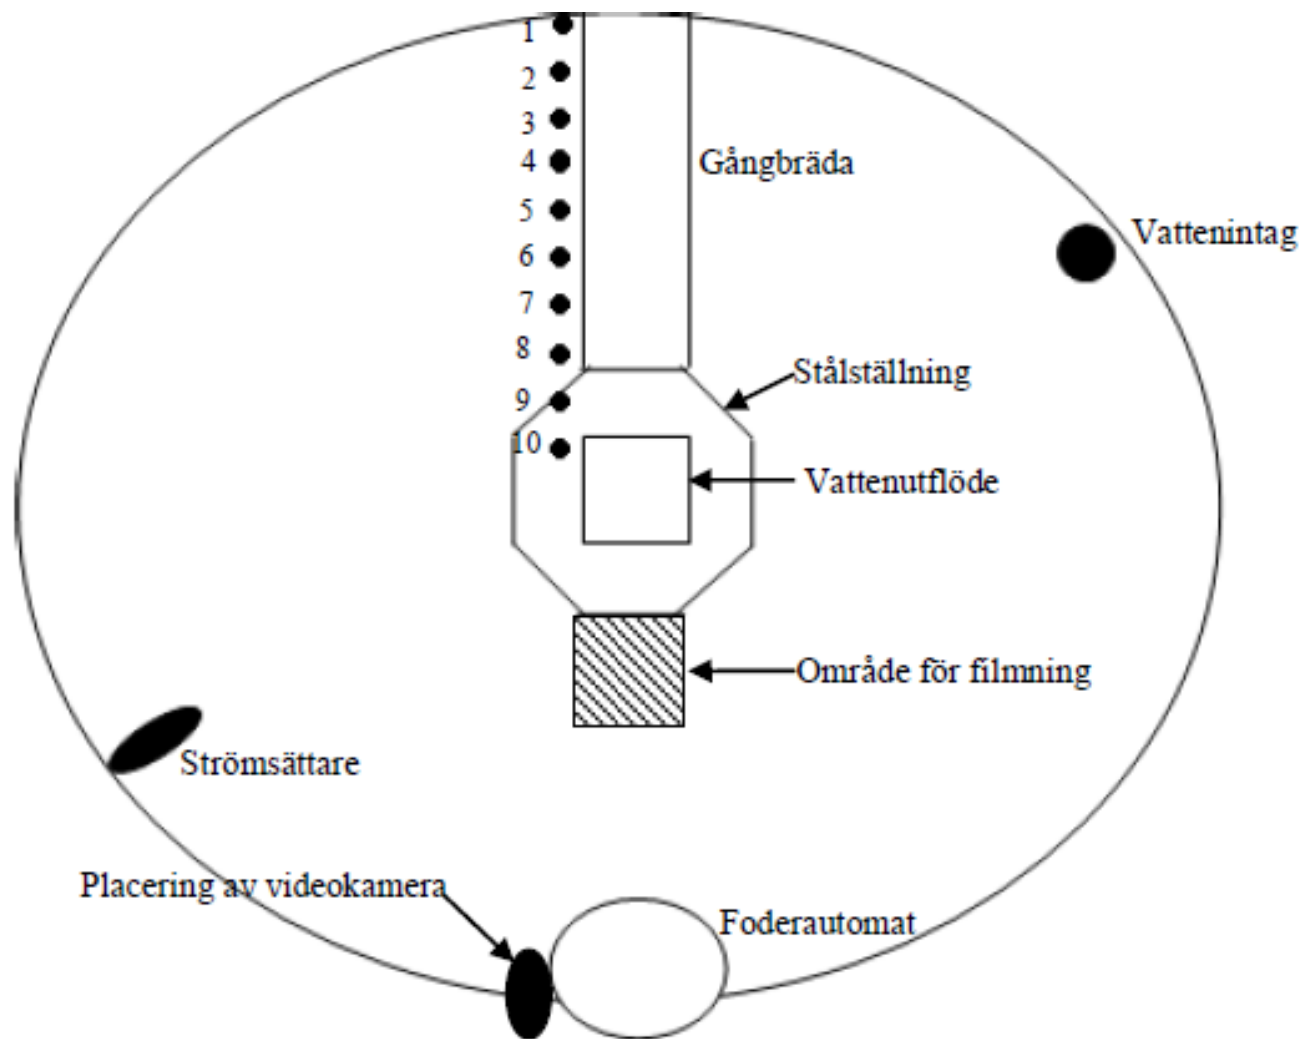 1
2
3
4
Gångbräda
5
Vattenintag
6
7
8
Stålställning
9
10
Vattenutflöde
Område för filmning
Strömsättare
Placering av videokamera
Foderautomat